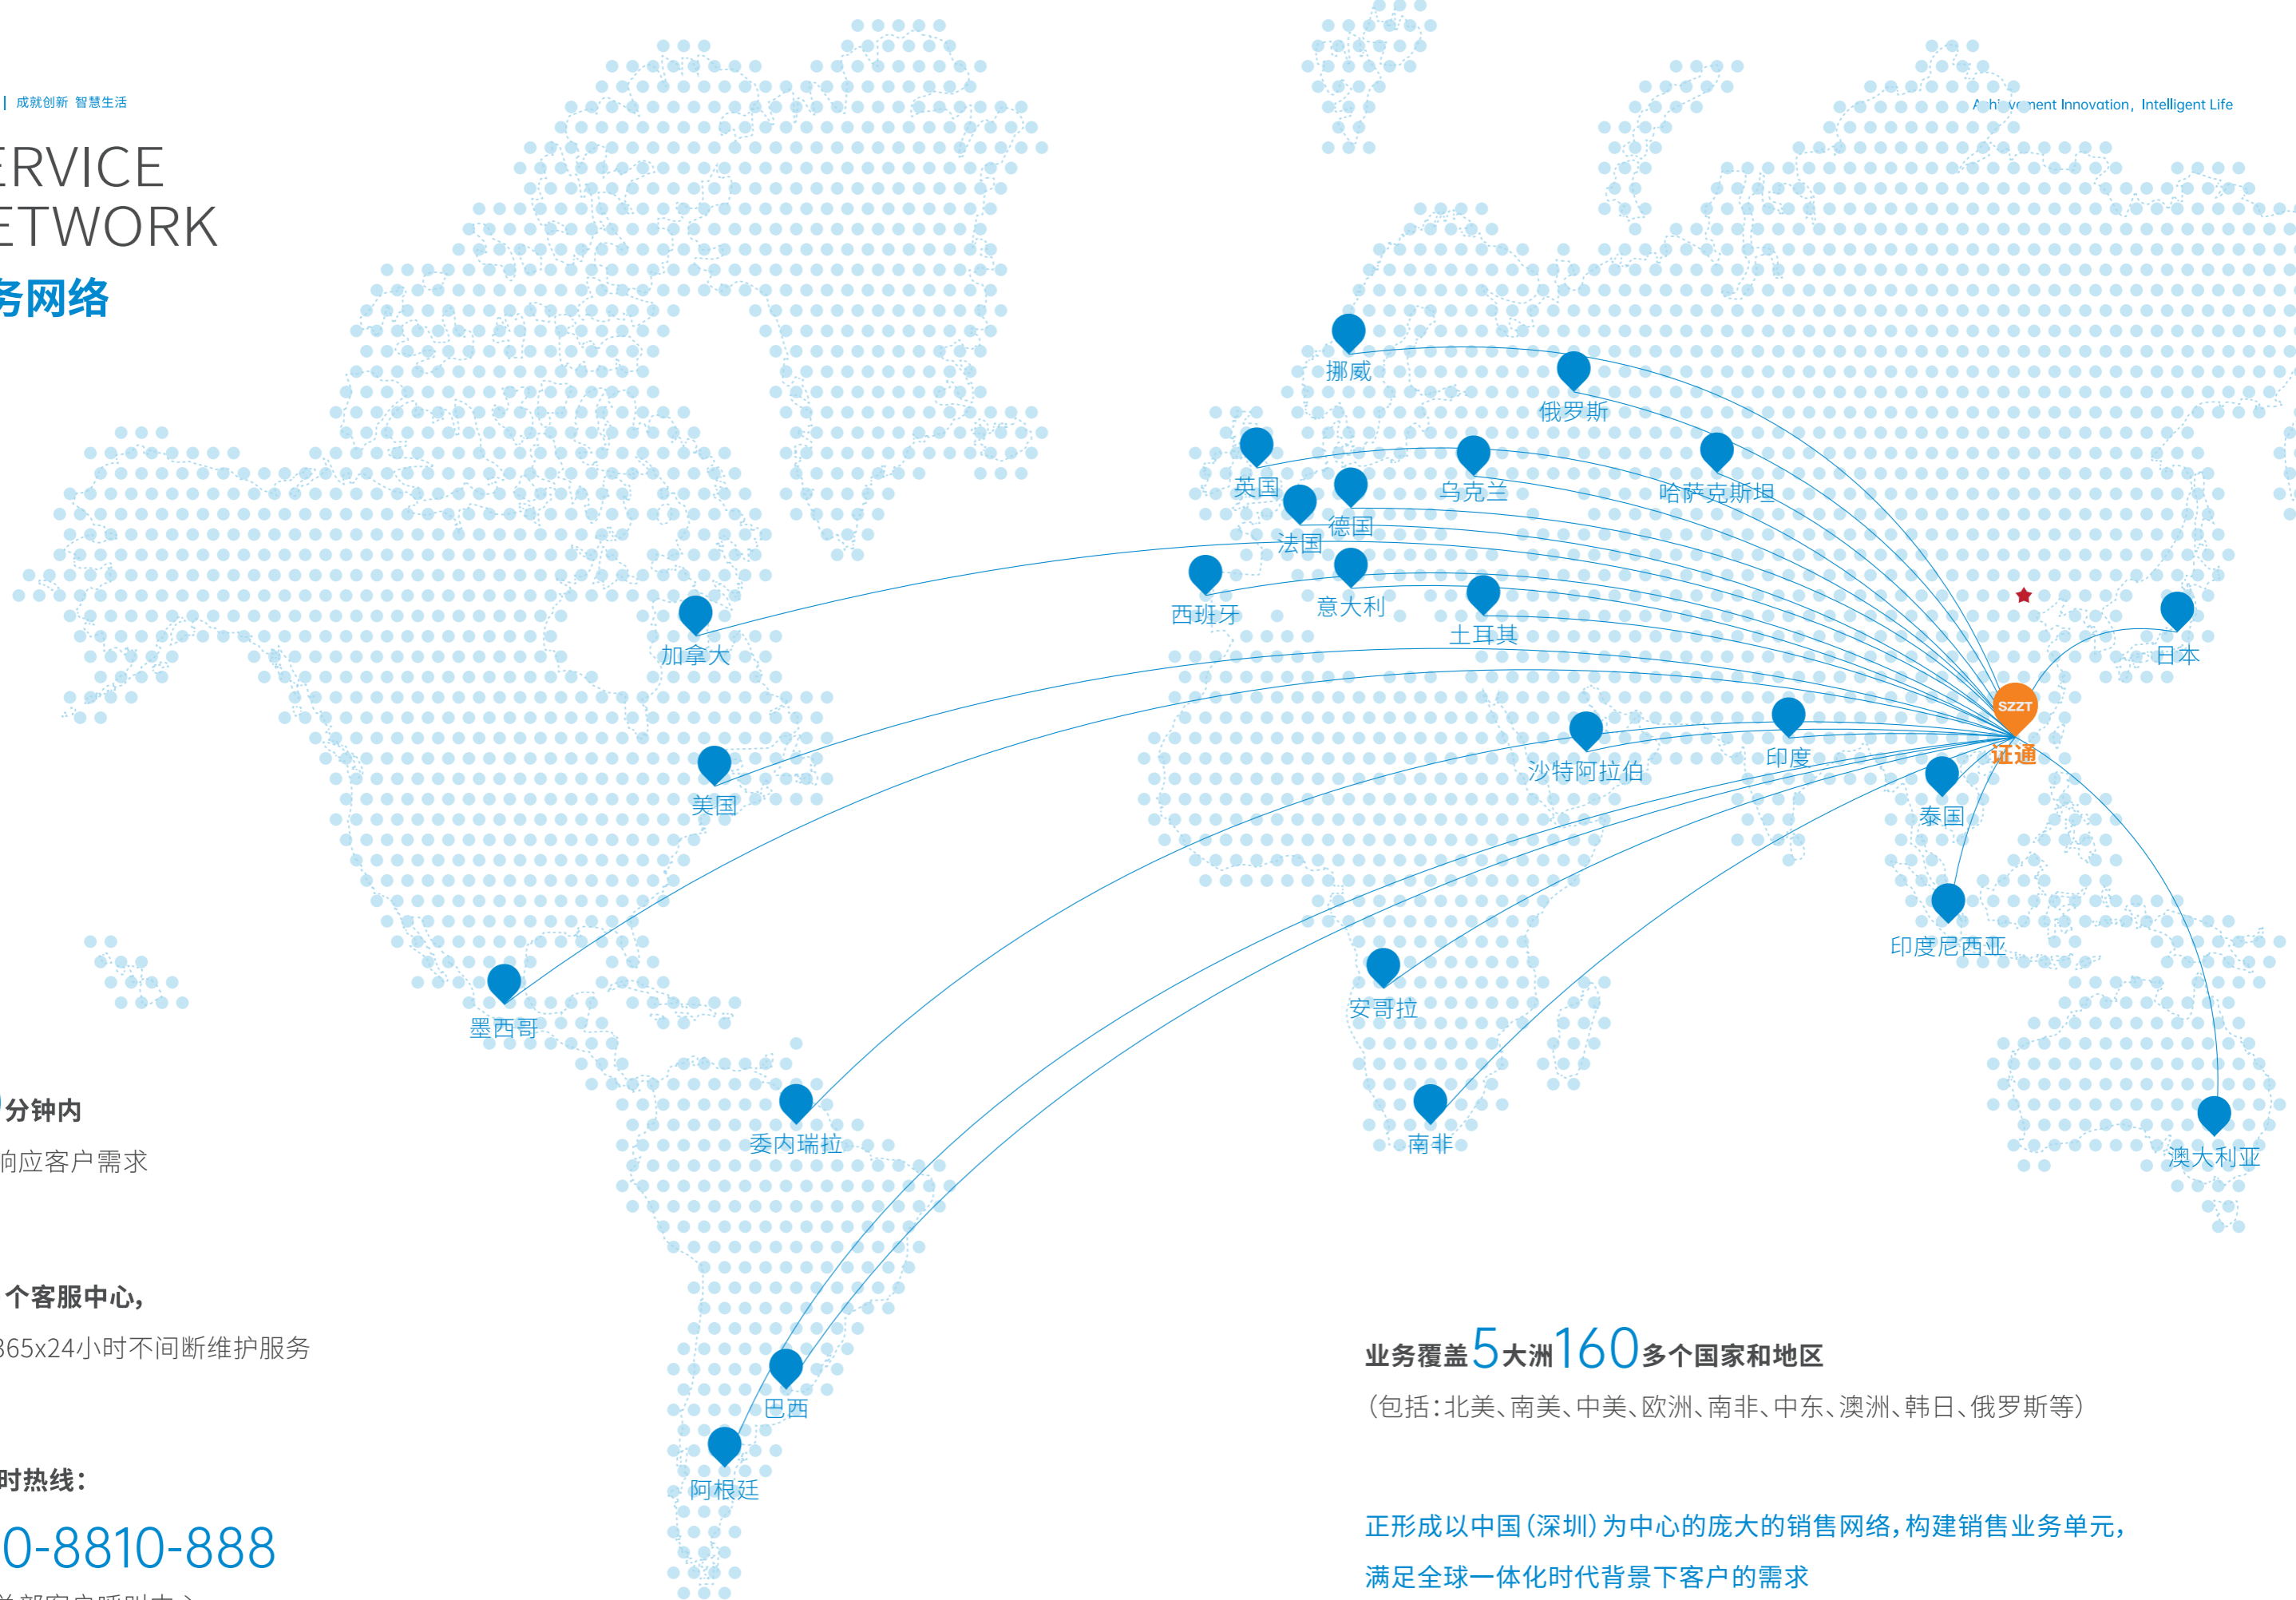 成就创新 智慧生活
Achievement Innovation, Intelligent Life
ERVICE
ETWORK
务网络
挪威
俄罗斯
英国
乌克兰
哈萨克斯坦
德国
法国
西班牙
意大利
土耳其
加拿大
日本
SZZT
证通
美国
沙特阿拉伯
印度
泰国
印度尼西亚
墨西哥
安哥拉
委内瑞拉
南非
澳大利亚
巴西
阿根廷
分钟内
响应客户需求
个客服中心,
365x24小时不间断维护服务
时热线:
0-8810-888
总部客户呼叫中心
业务覆盖5大洲160多个国家和地区
(包括:北美、南美、中美、欧洲、南非、中东、澳洲、韩日、俄罗斯等)
正形成以中国(深圳)为中心的庞大的销售网络,构建销售业务单元,
满足全球一体化时代背景下客户的需求